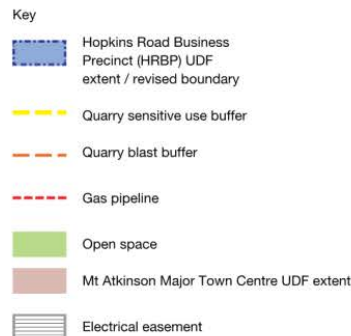 Key
Hopkins Road Business
Precinct (HRBP) UDF
extent / revised boundary
Quarry sensitive use buffer
Quarry blast buffer
Gas pipeline
Open space
Mt Atkinson Major Town Centre UDF extent
Electrical easement